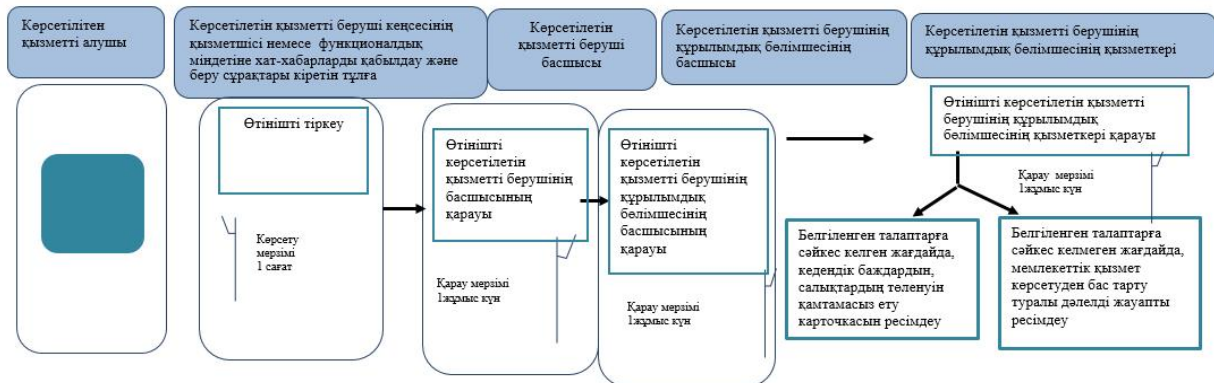 Көрсетілітен
қызметті алушы
Көрсетілетін қызметті беруші кеңсесінің
қызметшісі немесе функционалдық
міндетіне хат-хабарларды қабылдау және
беру сұрақтары кіретін тұлға
Көрсетілетін
қызметті беруші
басшысы
Көрсетілетін қызметті берушінің
құрылымдық бөлімшесінің
басшысы
Көрсетілетін қызметті берушінің
құрылымдық бөлімшесінің қызметкері
Өтінішті тіркеу
Көрсету
мерзімі
1 сағат
Өтінішті
көрсетілетін
қызметті берушінің
басшысының
қарауы
Қарау мерзімі
1жұмыс күн
Өтінішті
көрсетілетін
қызметті берушінің
құрылымдық
бөлімшесінің
басшысының
қарауы
Қарау мерзімі
1жұмыс күн
Өтінішті көрсетілетін қызметті
берушінің құрылымдық
бөлімшесінің қызметкері қарауы
Қарау мерзімі
1жұмыс күн
Белгіленген талаптарға
сәйкес келген жағдайда,
кедендік баждардын,
салықтардың төленуін
қамтамасыз ету
карточкасын ресімдеу
Белгіленген талаптарға
сәйкес келмеген жағдайда,
мемлекеттік қызмет
көрсетуден бас тарту
туралы дәлелді жауапты
ресімдеу